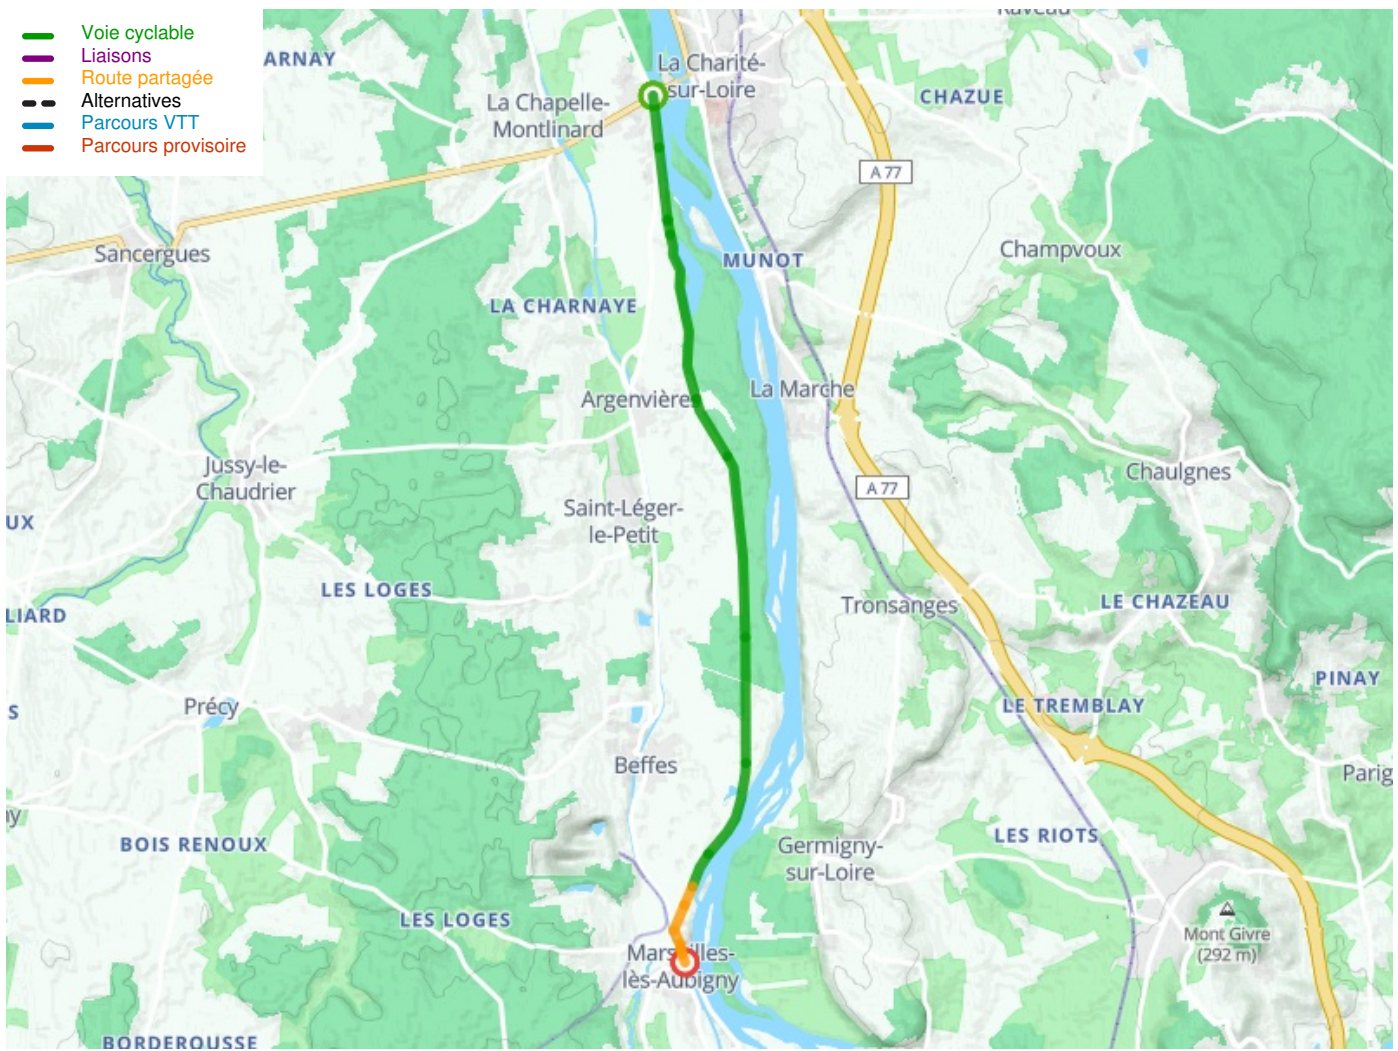 Voie cyclable
Liaisons
Route partagée
Alternatives
Parcours VTT
Parcours provisoire
ARNAY
Raveau
La Charité-
sur-Loire
La Chapelle-
Montlinard
CHAZUE
A 77
Sancergues
MUNOT
Champvoux
LA CHARNAYE
Argenvières
La Marche
Jussy-le-
Chaudrier
Chaulgnes
A 77
UX
Saint-Léger-
le-Petit
LES LOGES
LIARD
Tronsanges
LE CHAZEAU
PINAY
S
Précy
LE TREMBLAY
Beffes
Parig
ny
BOIS RENOUX
LES RIOTS
Germigny-
sur-Loire
LES LOGES
Mont Givre
(292 m)
Marseilles-
lès-Aubigny
BORDEROUSSE